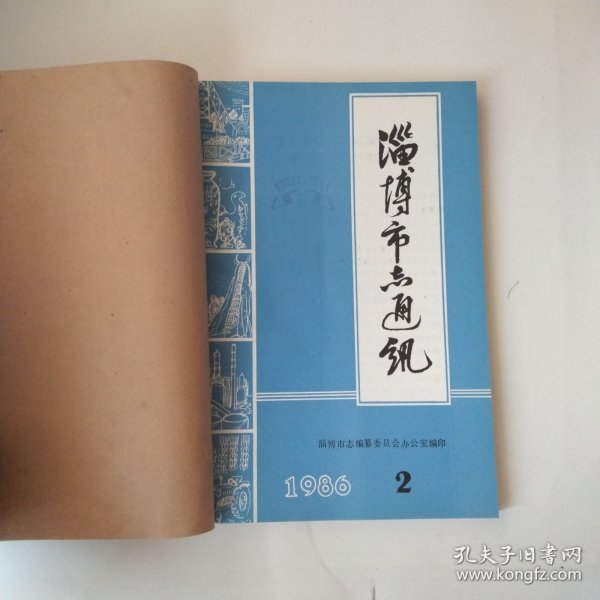 淄博市志通讯
淄博市志编纂委员会办公室编印
1986
2
孔夫子旧书网
www.kongfz.com